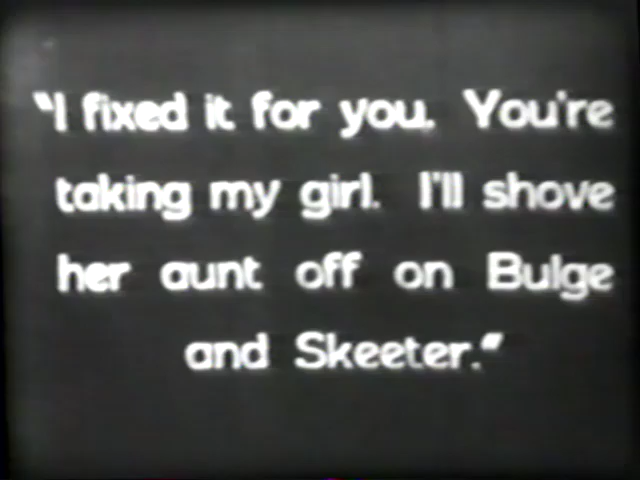 "I fixed it for you. You're
taking my girl. I'll shove
her aunt off on Bulge
and Skeeter."